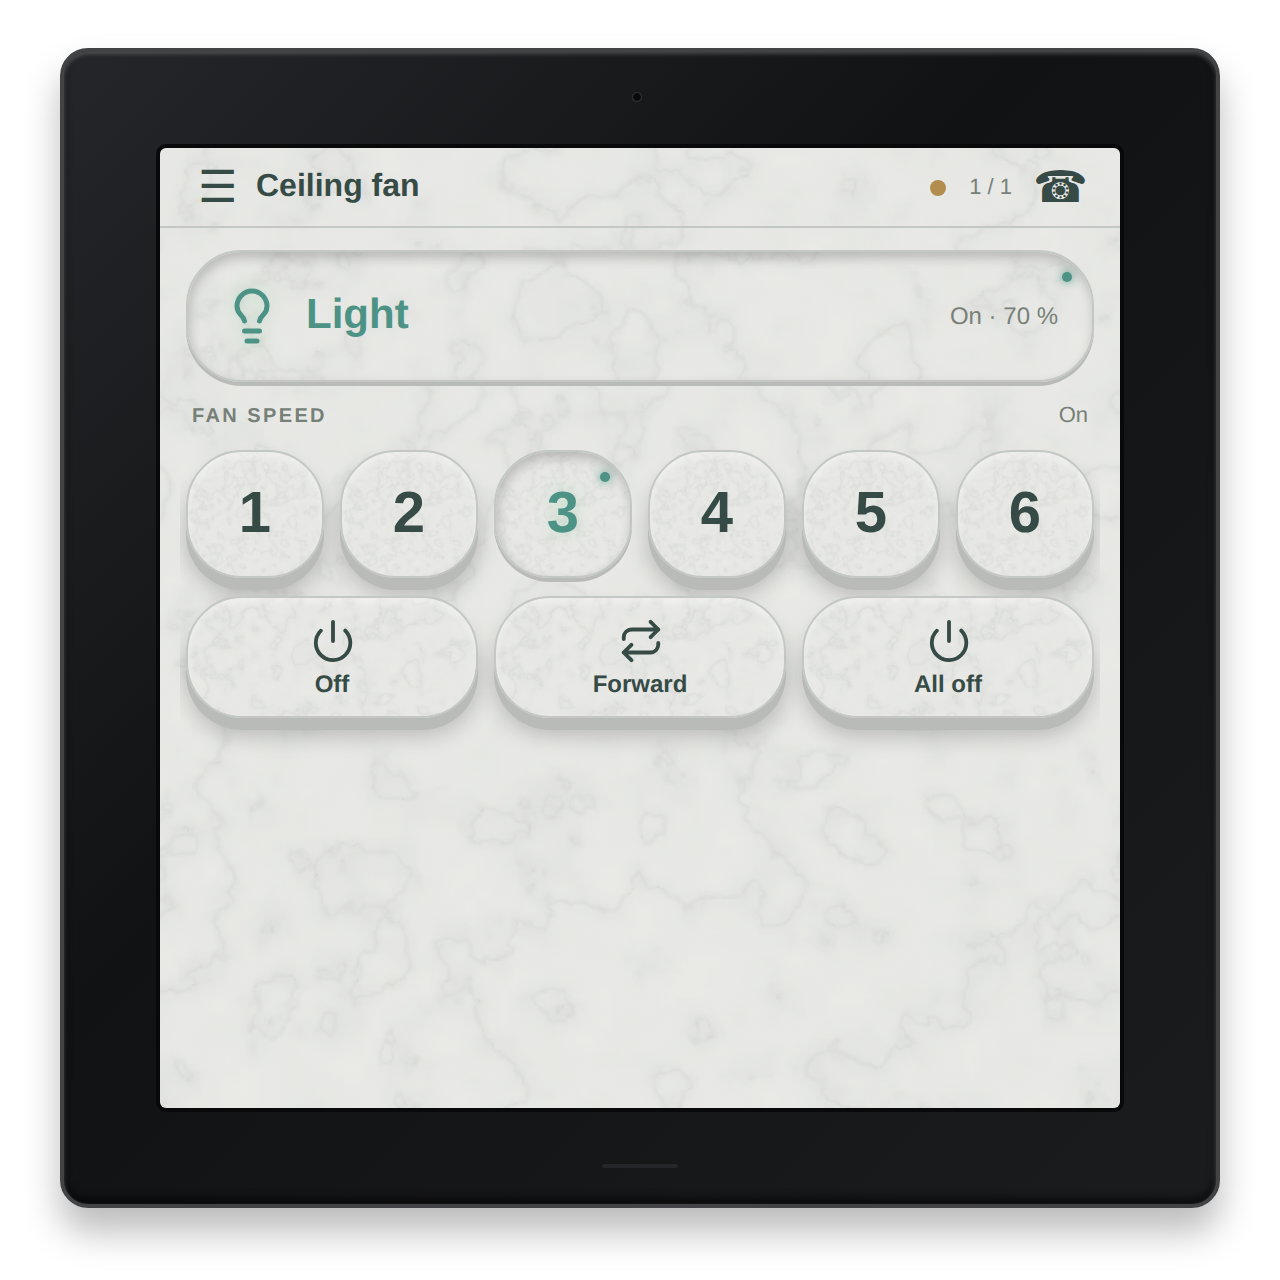 Ceiling fan
1 / 1
Light
On · 70 %
FAN SPEED
On
1 2 3 4 5 6
Off
Forward
All off